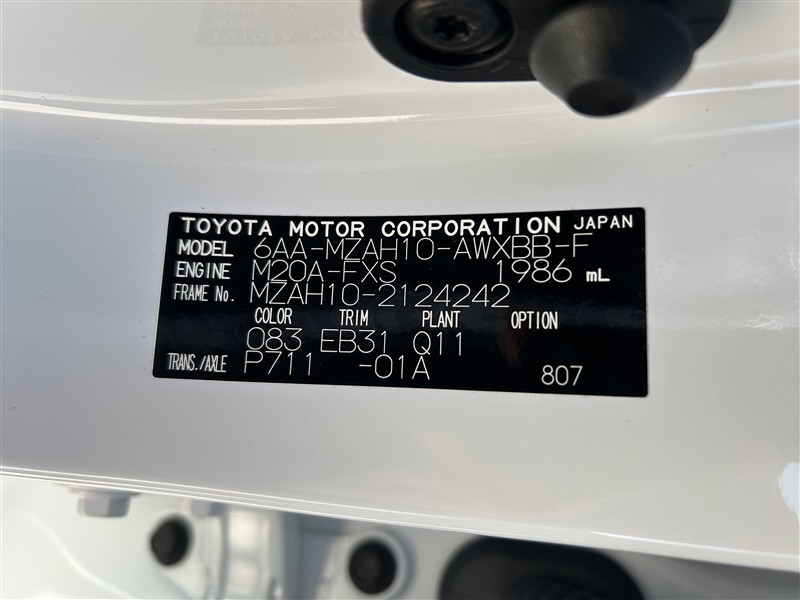 TOYOTA MOTOR CORPORATION JAPAN
MODEL 6AA-MZAH10-AWXBB-F
ENGINE M20A-FXS 1986 mL
FRAME No. MZAH10-2124242
COLOR TRIM PLANT OPTION
083 EB31 Q11
TRANS./AXLE P711 -01A 807